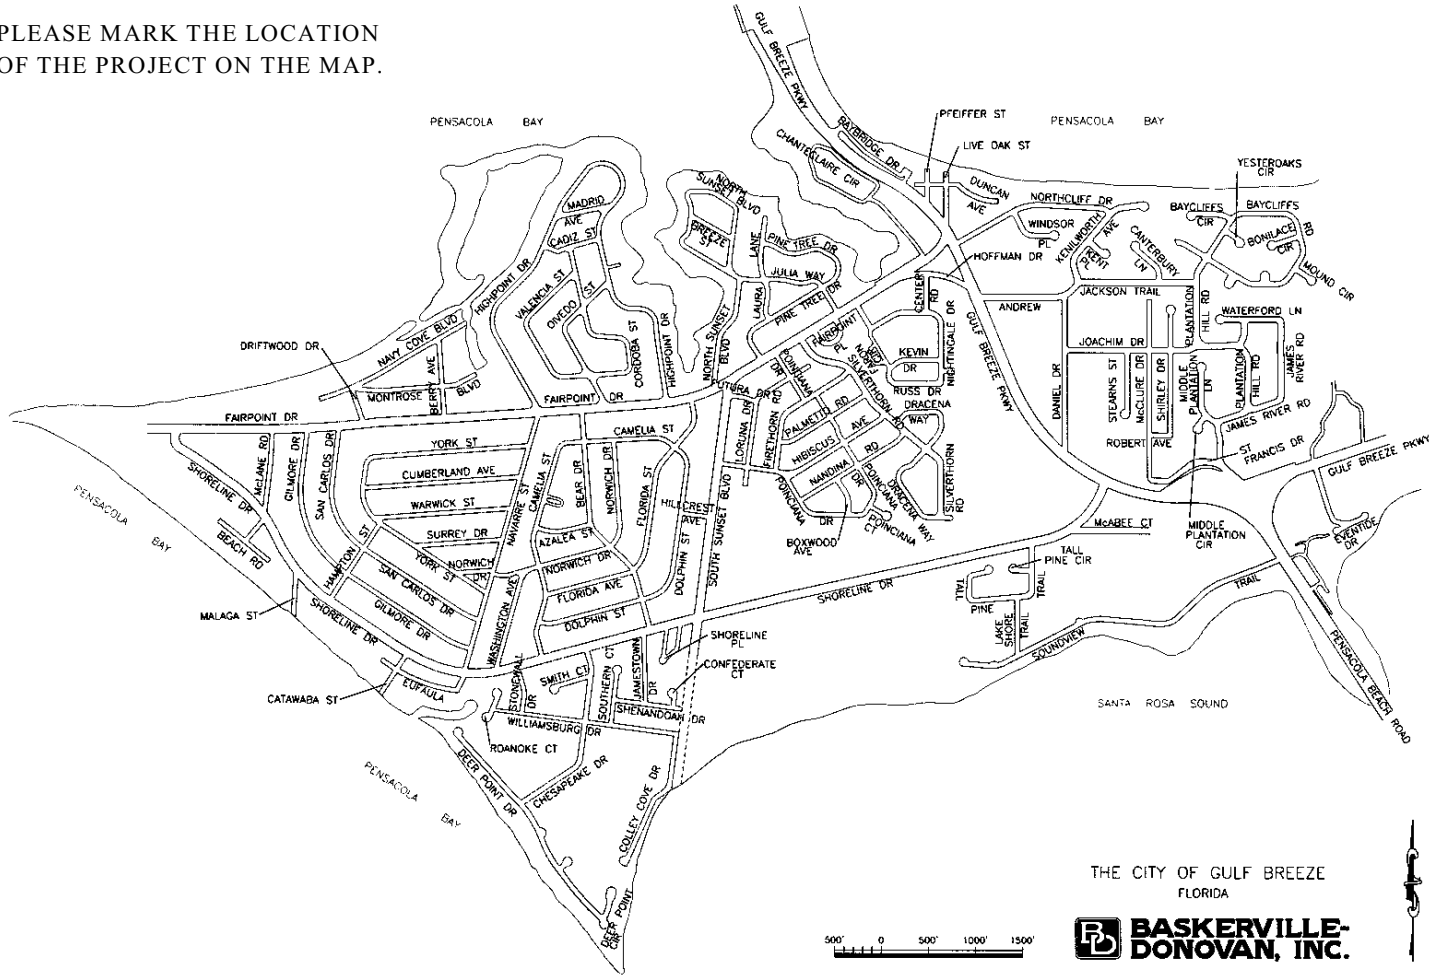 PLEASE MARK THE LOCATION
OF THE PROJECT ON THE MAP.
GULF BREEZE PKWY
PENSACOLA BAY
PFEIFFER ST
PENSACOLA BAY
BAYBRIDGE DR
LIVE OAK ST
CHANTECLAIRE CIR
YESTEROAKS
CIR
DUNCAN
AVE
NORTHCLIFF DR
NORTH
SUNSET BLVD
MADRID
AVE
CADIZ ST
BREEZE
ST
LANE
PINE TREE DR
WINDSOR
PL
KENILWORTH
AVE
KENT
PL
CANTERBURY
LN
BAYCLIFFS
CIR
BAYCLIFFS
RD
BONILACE
CIR
MOUND CIR
HOFFMAN DR
JULIA WAY
LAURA
PINE TREE DR
HIGHPOINT DR
VALENCIA ST
OIVEDO ST
CORDOBA ST
HIGHPOINT DR
NORTH SUNSET
BLVD
CENTER
RD
ANDREW
JACKSON TRAIL
PLANTATION
HILL RD
WATERFORD LN
NAVY COVE BLVD
DRIFTWOOD DR
FAIRPOINT
PL
NIGHTINGALE DR
GULF BREEZE PKWY
KEVIN
DR
RUSS DR
JOACHIM DR
JAMES
RIVER RD
MONTROSE
BLVD
BERRY AVE
FAIRPOINT DR
FAIRPOINT DR
FUTURA DR
POINCIANA
DR
SILVERTHORN
RD
DRACENA
WAY
DANIEL DR
STEARNS ST
McCLURE DR
SHIRLEY DR
MIDDLE
PLANTATION
LN
PLANTATION
HILL RD
JAMES RIVER RD
ROBERT AVE
ST
FRANCIS DR
GULF BREEZE PKWY
LORUNA DR
FIRETHORN RD
PALMETTO RD
HIBISCUS
AVE
NANDINA
RD
POINCIANA
DR
POINCIANA
DR
POINCIANA
CT
BOXWOOD
AVE
DRACENA WAY
SILVERTHORN
RD
CAMELIA ST
YORK ST
CUMBERLAND AVE
WARWICK ST
SURREY DR
NORWICH
DR
McLANE RD
GILMORE DR
SAN CARLOS DR
SHORELINE DR
BEACH RD
PENSACOLA
BAY
HAMPTON ST
YORK ST
SAN CARLOS DR
GILMORE DR
NAVARRE ST
CAMELIA ST
BEAR DR
NORWICH DR
FLORIDA ST
HILLCREST
AVE
AZALEA ST
NORWICH DR
FLORIDA AVE
DOLPHIN ST
DOLPHIN ST
SOUTH SUNSET BLVD
WASHINGTON AVE
MALAGA ST
SHORELINE DR
CATAWABA ST
EUFAULA
SHORELINE DR
McABEE CT
MIDDLE
PLANTATION
CIR
EVENTIDE
DR
TALL
PINE CIR
TALL
PINE
TRAIL
LAKE
SHORE
TRAIL
SOUNDVIEW
TRAIL
PENSACOLA BEACH ROAD
SANTA ROSA SOUND
SHORELINE
PL
CONFEDERATE
CT
STONEWALL
DR
SMITH CT
SOUTHERN CT
JAMESTOWN
DR
SHENANDOAH DR
WILLIAMSBURG DR
ROANOKE CT
DEER POINT DR
CHESAPEAKE DR
COLLEY COVE DR
PENSACOLA
BAY
DEER POINT
CIR
THE CITY OF GULF BREEZE
FLORIDA
BD BASKERVILLE-
DONOVAN, INC.
500' 0 500' 1000' 1500'